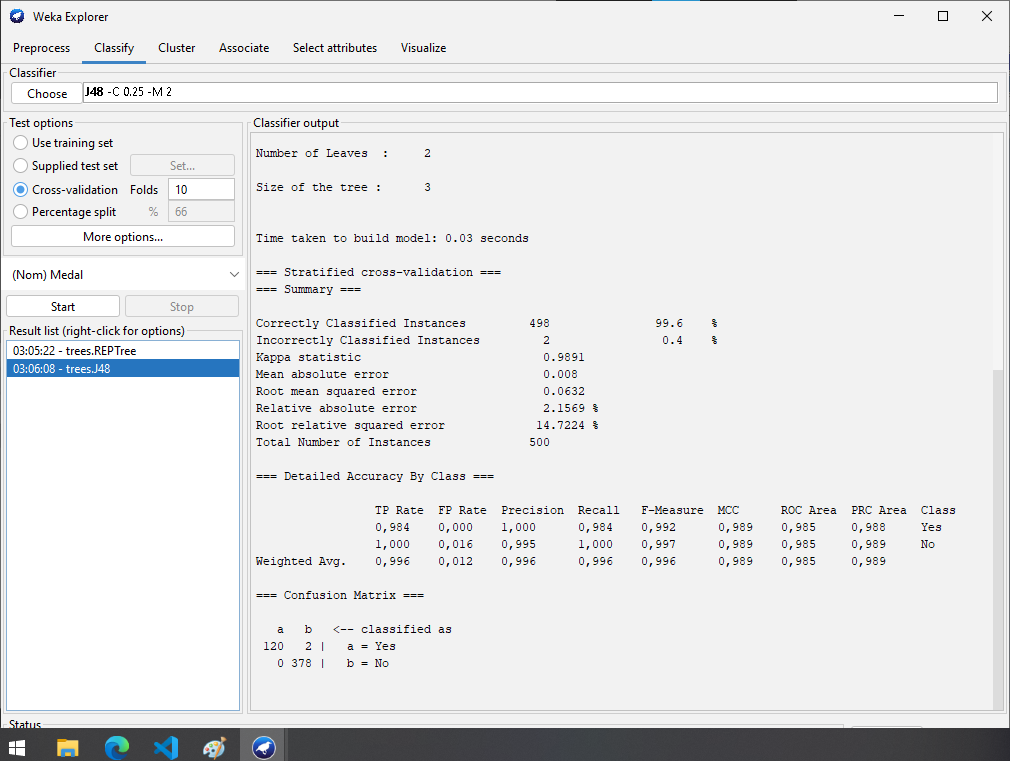 Weka Explorer
Preprocess Classify Cluster Associate Select attributes Visualize
Classifier
Choose J48 -C 0.25 -M 2
Test options
Use training set
Supplied test set Set...
Cross-validation Folds 10
Percentage split % 66
More options...
(Nom) Medal
Start Stop
Result list (right-click for options)
03:05:22 - trees.REPTree
03:06:08 - trees.J48
Classifier output
Number of Leaves : 2
Size of the tree : 3
Time taken to build model: 0.03 seconds
=== Stratified cross-validation ===
=== Summary ===
Correctly Classified Instances 498 99.6 %
Incorrectly Classified Instances 2 0.4 %
Kappa statistic 0.9891
Mean absolute error 0.008
Root mean squared error 0.0632
Relative absolute error 2.1569 %
Root relative squared error 14.7224 %
Total Number of Instances 500
=== Detailed Accuracy By Class ===
TP Rate FP Rate Precision Recall F-Measure MCC ROC Area PRC Area Class
0,984 0,000 1,000 0,984 0,992 0,989 0,985 0,988 Yes
1,000 0,016 0,995 1,000 0,997 0,989 0,985 0,989 No
Weighted Avg. 0,996 0,012 0,996 0,996 0,996 0,989 0,985 0,989
=== Confusion Matrix ===
a b <-- classified as
120 2 | a = Yes
0 378 | b = No
Status